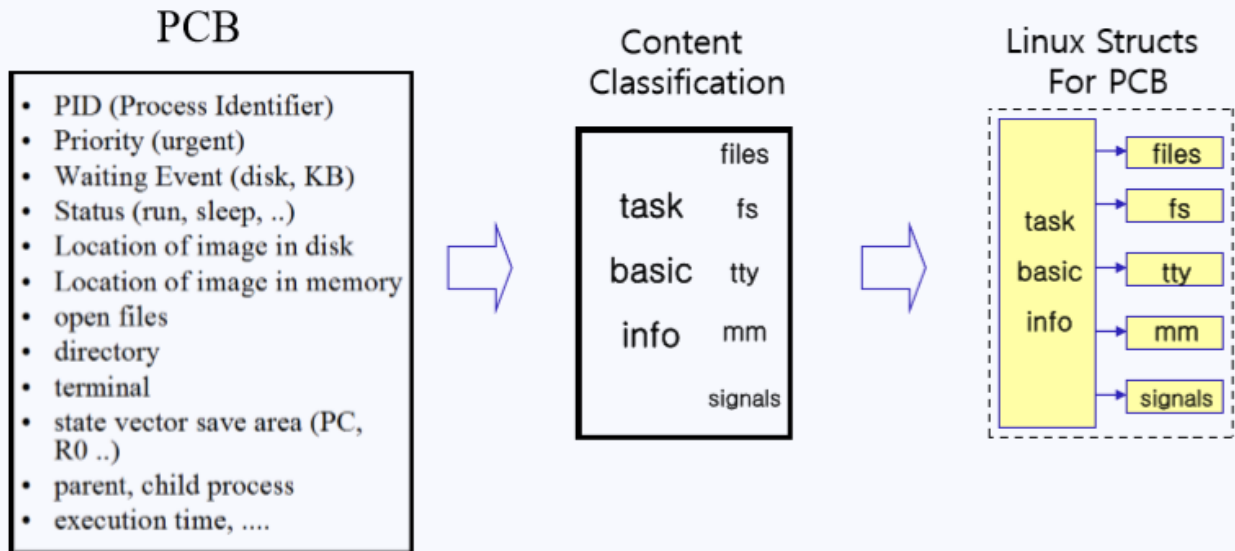 PCB
• PID (Process Identifier)
• Priority (urgent)
• Waiting Event (disk, KB)
• Status (run, sleep, ..)
• Location of image in disk
• Location of image in memory
• open files
• directory
• terminal
• state vector save area (PC,
R0 ..)
• parent, child process
• execution time, ....
Content
Classification
files
task
fs
basic
tty
info
mm
signals
Linux Structs
For PCB
task
basic
info
files
fs
tty
mm
signals